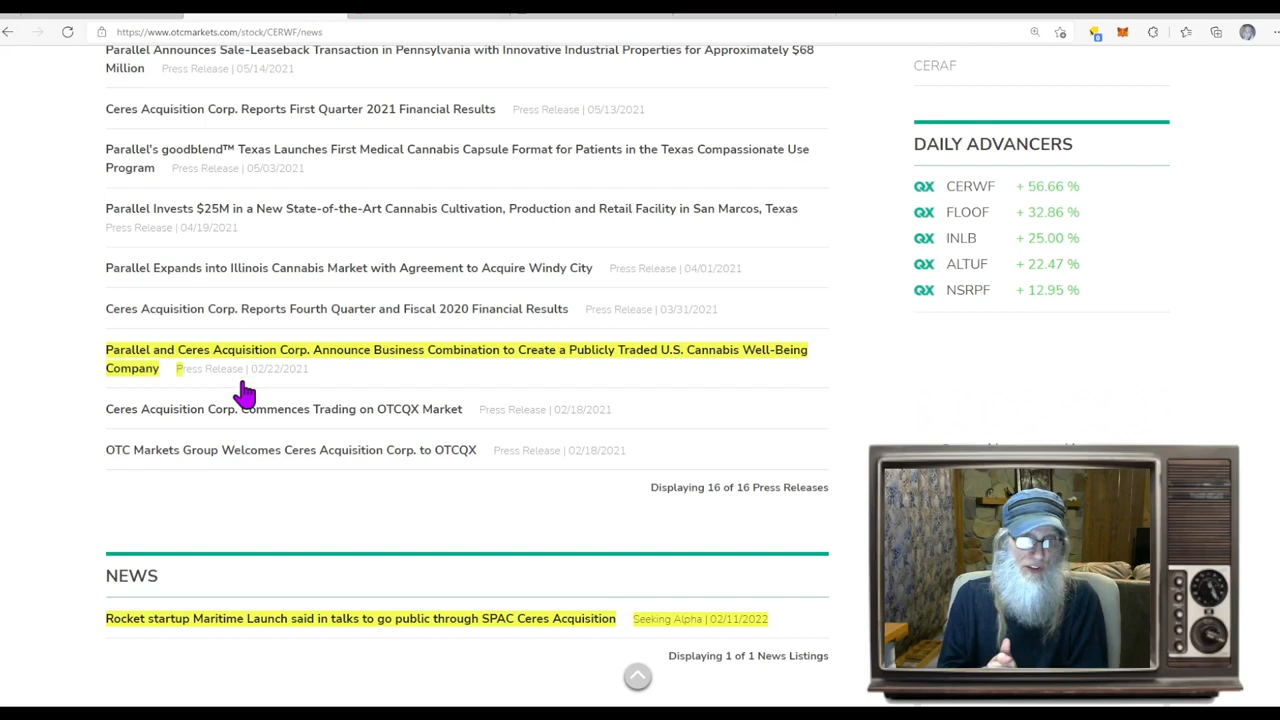 https://www.otcmarkets.com/stock/CERWF/news
Parallel Announces Sale-Leaseback Transaction in Pennsylvania with Innovative Industrial Properties for Approximately $68
Million Press Release | 05/14/2021
Ceres Acquisition Corp. Reports First Quarter 2021 Financial Results Press Release | 05/13/2021
Parallel's goodblend™ Texas Launches First Medical Cannabis Capsule Format for Patients in the Texas Compassionate Use
Program Press Release | 05/03/2021
Parallel Invests $25M in a New State-of-the-Art Cannabis Cultivation, Production and Retail Facility in San Marcos, Texas
Press Release | 04/19/2021
Parallel Expands into Illinois Cannabis Market with Agreement to Acquire Windy City Press Release | 04/01/2021
Ceres Acquisition Corp. Reports Fourth Quarter and Fiscal 2020 Financial Results Press Release | 03/31/2021
Parallel and Ceres Acquisition Corp. Announce Business Combination to Create a Publicly Traded U.S. Cannabis Well-Being
Company Press Release | 02/22/2021
Ceres Acquisition Corp. Commences Trading on OTCQX Market Press Release | 02/18/2021
OTC Markets Group Welcomes Ceres Acquisition Corp. to OTCQX Press Release | 02/18/2021
Displaying 16 of 16 Press Releases
NEWS
Rocket startup Maritime Launch said in talks to go public through SPAC Ceres Acquisition Seeking Alpha | 02/11/2022
Displaying 1 of 1 News Listings
CERAF
DAILY ADVANCERS
QX CERWF + 56.66 %
QX FLOOF + 32.86 %
QX INLB + 25.00 %
QX ALTUF + 22.47 %
QX NSRPF + 12.95 %